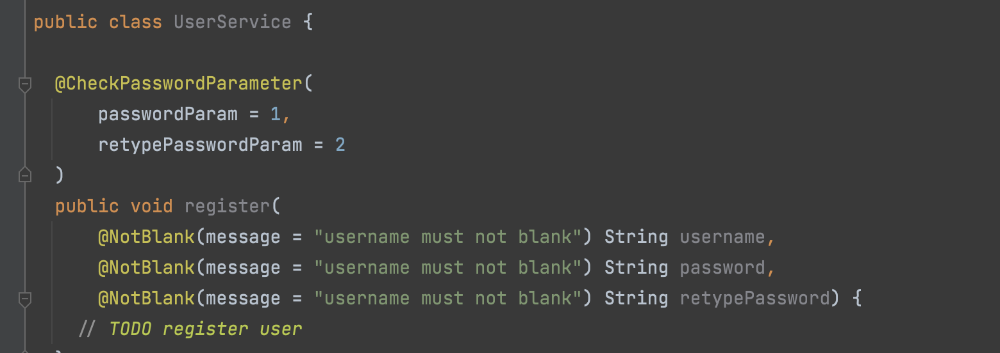 public class UserService {
@CheckPasswordParameter(
passwordParam = 1,
retypePasswordParam = 2
)
public void register(
@NotBlank(message = "username must not blank") String username,
@NotBlank(message = "username must not blank") String password,
@NotBlank(message = "username must not blank") String retypePassword) {
// TODO register user
}